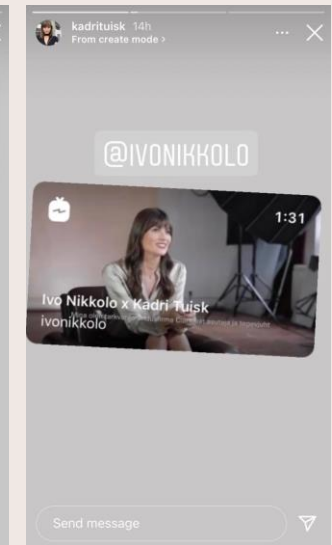 kadrituisk 14h
From create mode >
@IVONIKKOLO
1:31
Ivo Nikkolo x Kadri Tuisk
ivonikkolo
Send message